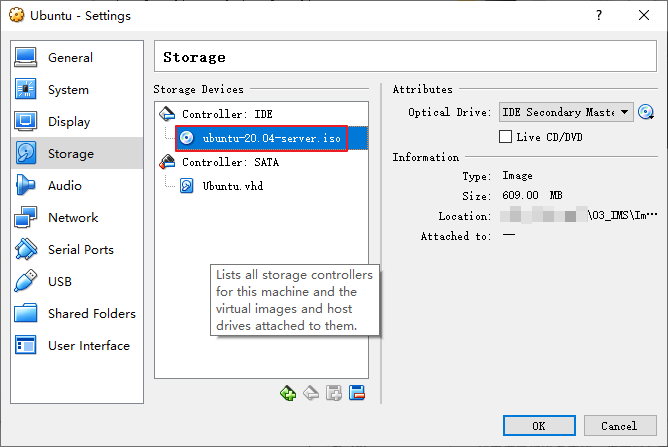 Ubuntu - Settings
General
System
Display
Storage
Audio
Network
Serial Ports
USB
Shared Folders
User Interface
Storage
Storage Devices
Controller: IDE
ubuntu-20.04-server.iso
Controller: SATA
Ubuntu.vhd
Lists all storage controllers
for this machine and the
virtual images and host
drives attached to them.
Attributes
Optical Drive: IDE Secondary Maste
Live CD/DVD
Information
Type: Image
Size: 609.00 MB
Location: \03_IMS\Im...
Attached to: —
OK Cancel